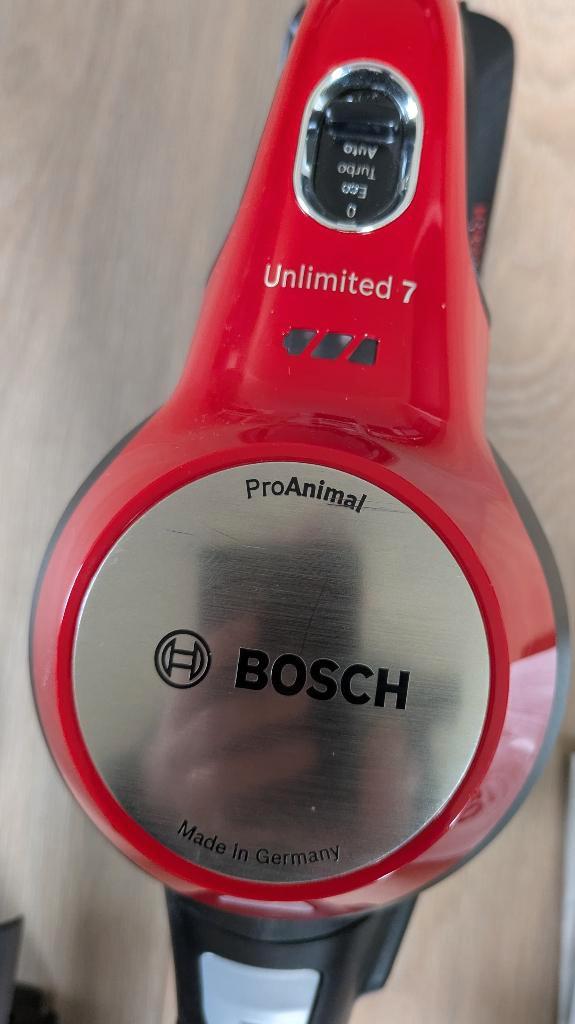 Auto
Turbo
Eco
0
Unlimited 7
ProAnimal
BOSCH
Made in Germany